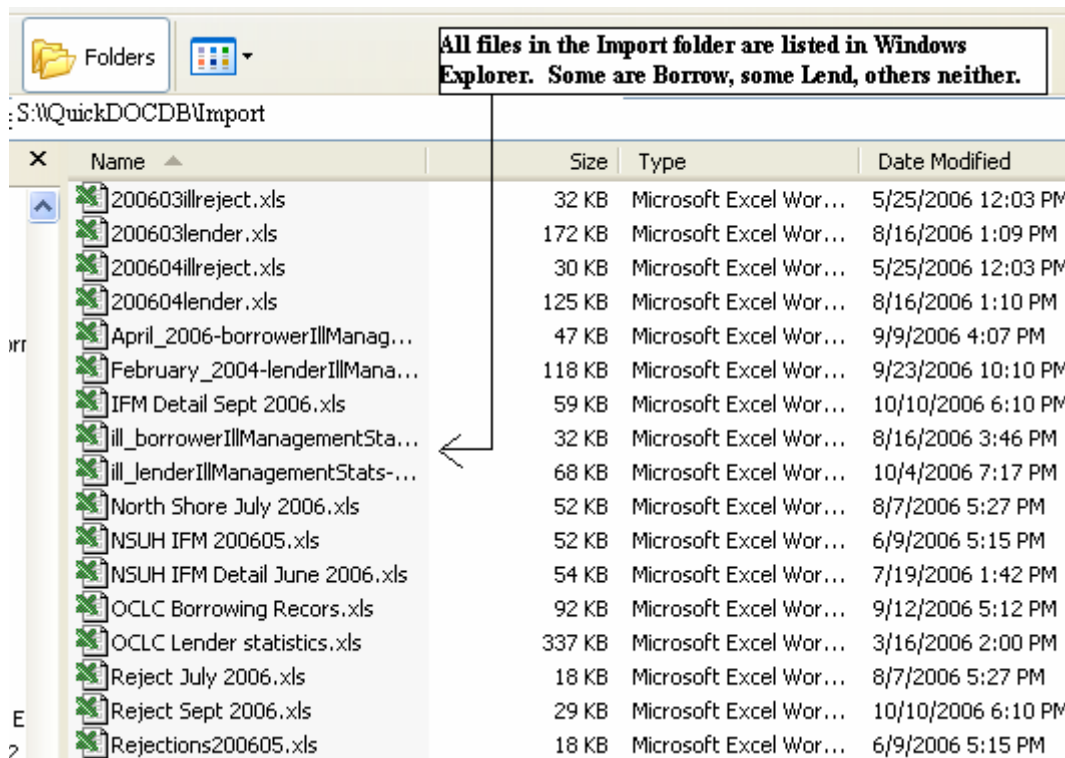 Folders
All files in the Import folder are listed in Windows
Explorer. Some are Borrow, some Lend, others neither.
S:\\QuickDOCDB\Import
Name Size Type Date Modified
200603illreject.xls 32 KB Microsoft Excel Wor... 5/25/2006 12:03 PM
200603lender.xls 172 KB Microsoft Excel Wor... 8/16/2006 1:09 PM
200604illreject.xls 30 KB Microsoft Excel Wor... 5/25/2006 12:03 PM
200604lender.xls 125 KB Microsoft Excel Wor... 8/16/2006 1:10 PM
April_2006-borrowerIllManag... 47 KB Microsoft Excel Wor... 9/9/2006 4:07 PM
February_2004-lenderIllMana... 118 KB Microsoft Excel Wor... 9/23/2006 10:10 PM
IFM Detail Sept 2006.xls 59 KB Microsoft Excel Wor... 10/10/2006 6:10 PM
ill_borrowerIllManagementSta... 32 KB Microsoft Excel Wor... 8/16/2006 3:46 PM
ill_lenderIllManagementStats-... 68 KB Microsoft Excel Wor... 10/4/2006 7:17 PM
North Shore July 2006.xls 52 KB Microsoft Excel Wor... 8/7/2006 5:27 PM
NSUH IFM 200605.xls 52 KB Microsoft Excel Wor... 6/9/2006 5:15 PM
NSUH IFM Detail June 2006.xls 54 KB Microsoft Excel Wor... 7/19/2006 1:42 PM
OCLC Borrowing Recors.xls 92 KB Microsoft Excel Wor... 9/12/2006 5:12 PM
OCLC Lender statistics.xls 337 KB Microsoft Excel Wor... 3/16/2006 2:00 PM
Reject July 2006.xls 18 KB Microsoft Excel Wor... 8/7/2006 5:27 PM
Reject Sept 2006.xls 29 KB Microsoft Excel Wor... 10/10/2006 6:10 PM
Rejections200605.xls 18 KB Microsoft Excel Wor... 6/9/2006 5:15 PM